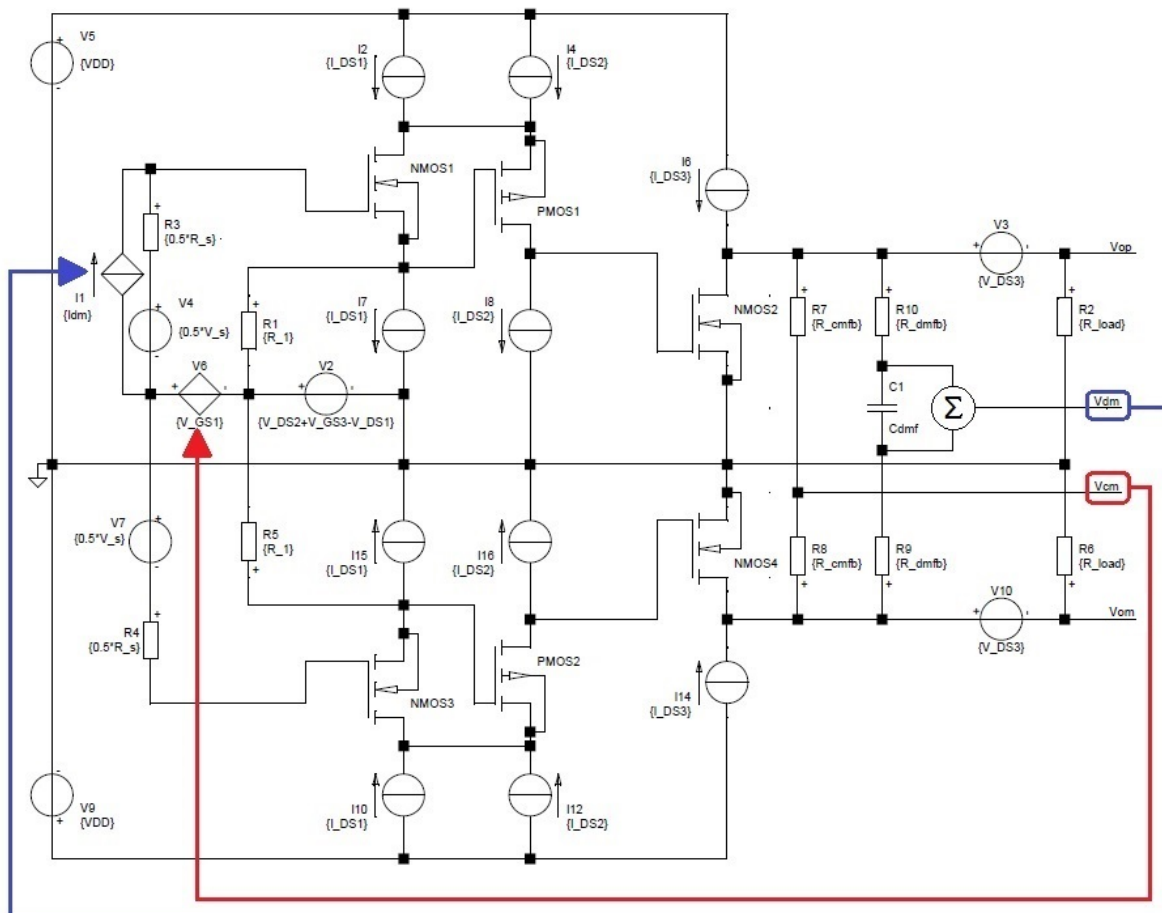 V5
{VDD}
I2
{I_DS1}
I4
{I_DS2}
NMOS1
PMOS1
I6
{I_DS3}
R3
{0.5*R_s}
I1
{Idm}
V4
{0.5*V_s}
R1
{R_1}
I7
{I_DS1}
I8
{I_DS2}
NMOS2
R7
{R_cmfb}
R10
{R_dmfb}
V3
{V_DS3}
Vop
R2
{R_load}
V6
{V_GS1}
V2
{V_DS2+V_GS3-V_DS1}
C1
Cdmf
Σ
Vdm
Vcm
V7
{0.5*V_s}
R5
{R_1}
I15
{I_DS1}
I16
{I_DS2}
NMOS4
R8
{R_cmfb}
R9
{R_dmfb}
R6
{R_load}
V10
{V_DS3}
Vom
R4
{0.5*R_s}
NMOS3
PMOS2
I14
{I_DS3}
V9
{VDD}
I10
{I_DS1}
I12
{I_DS2}